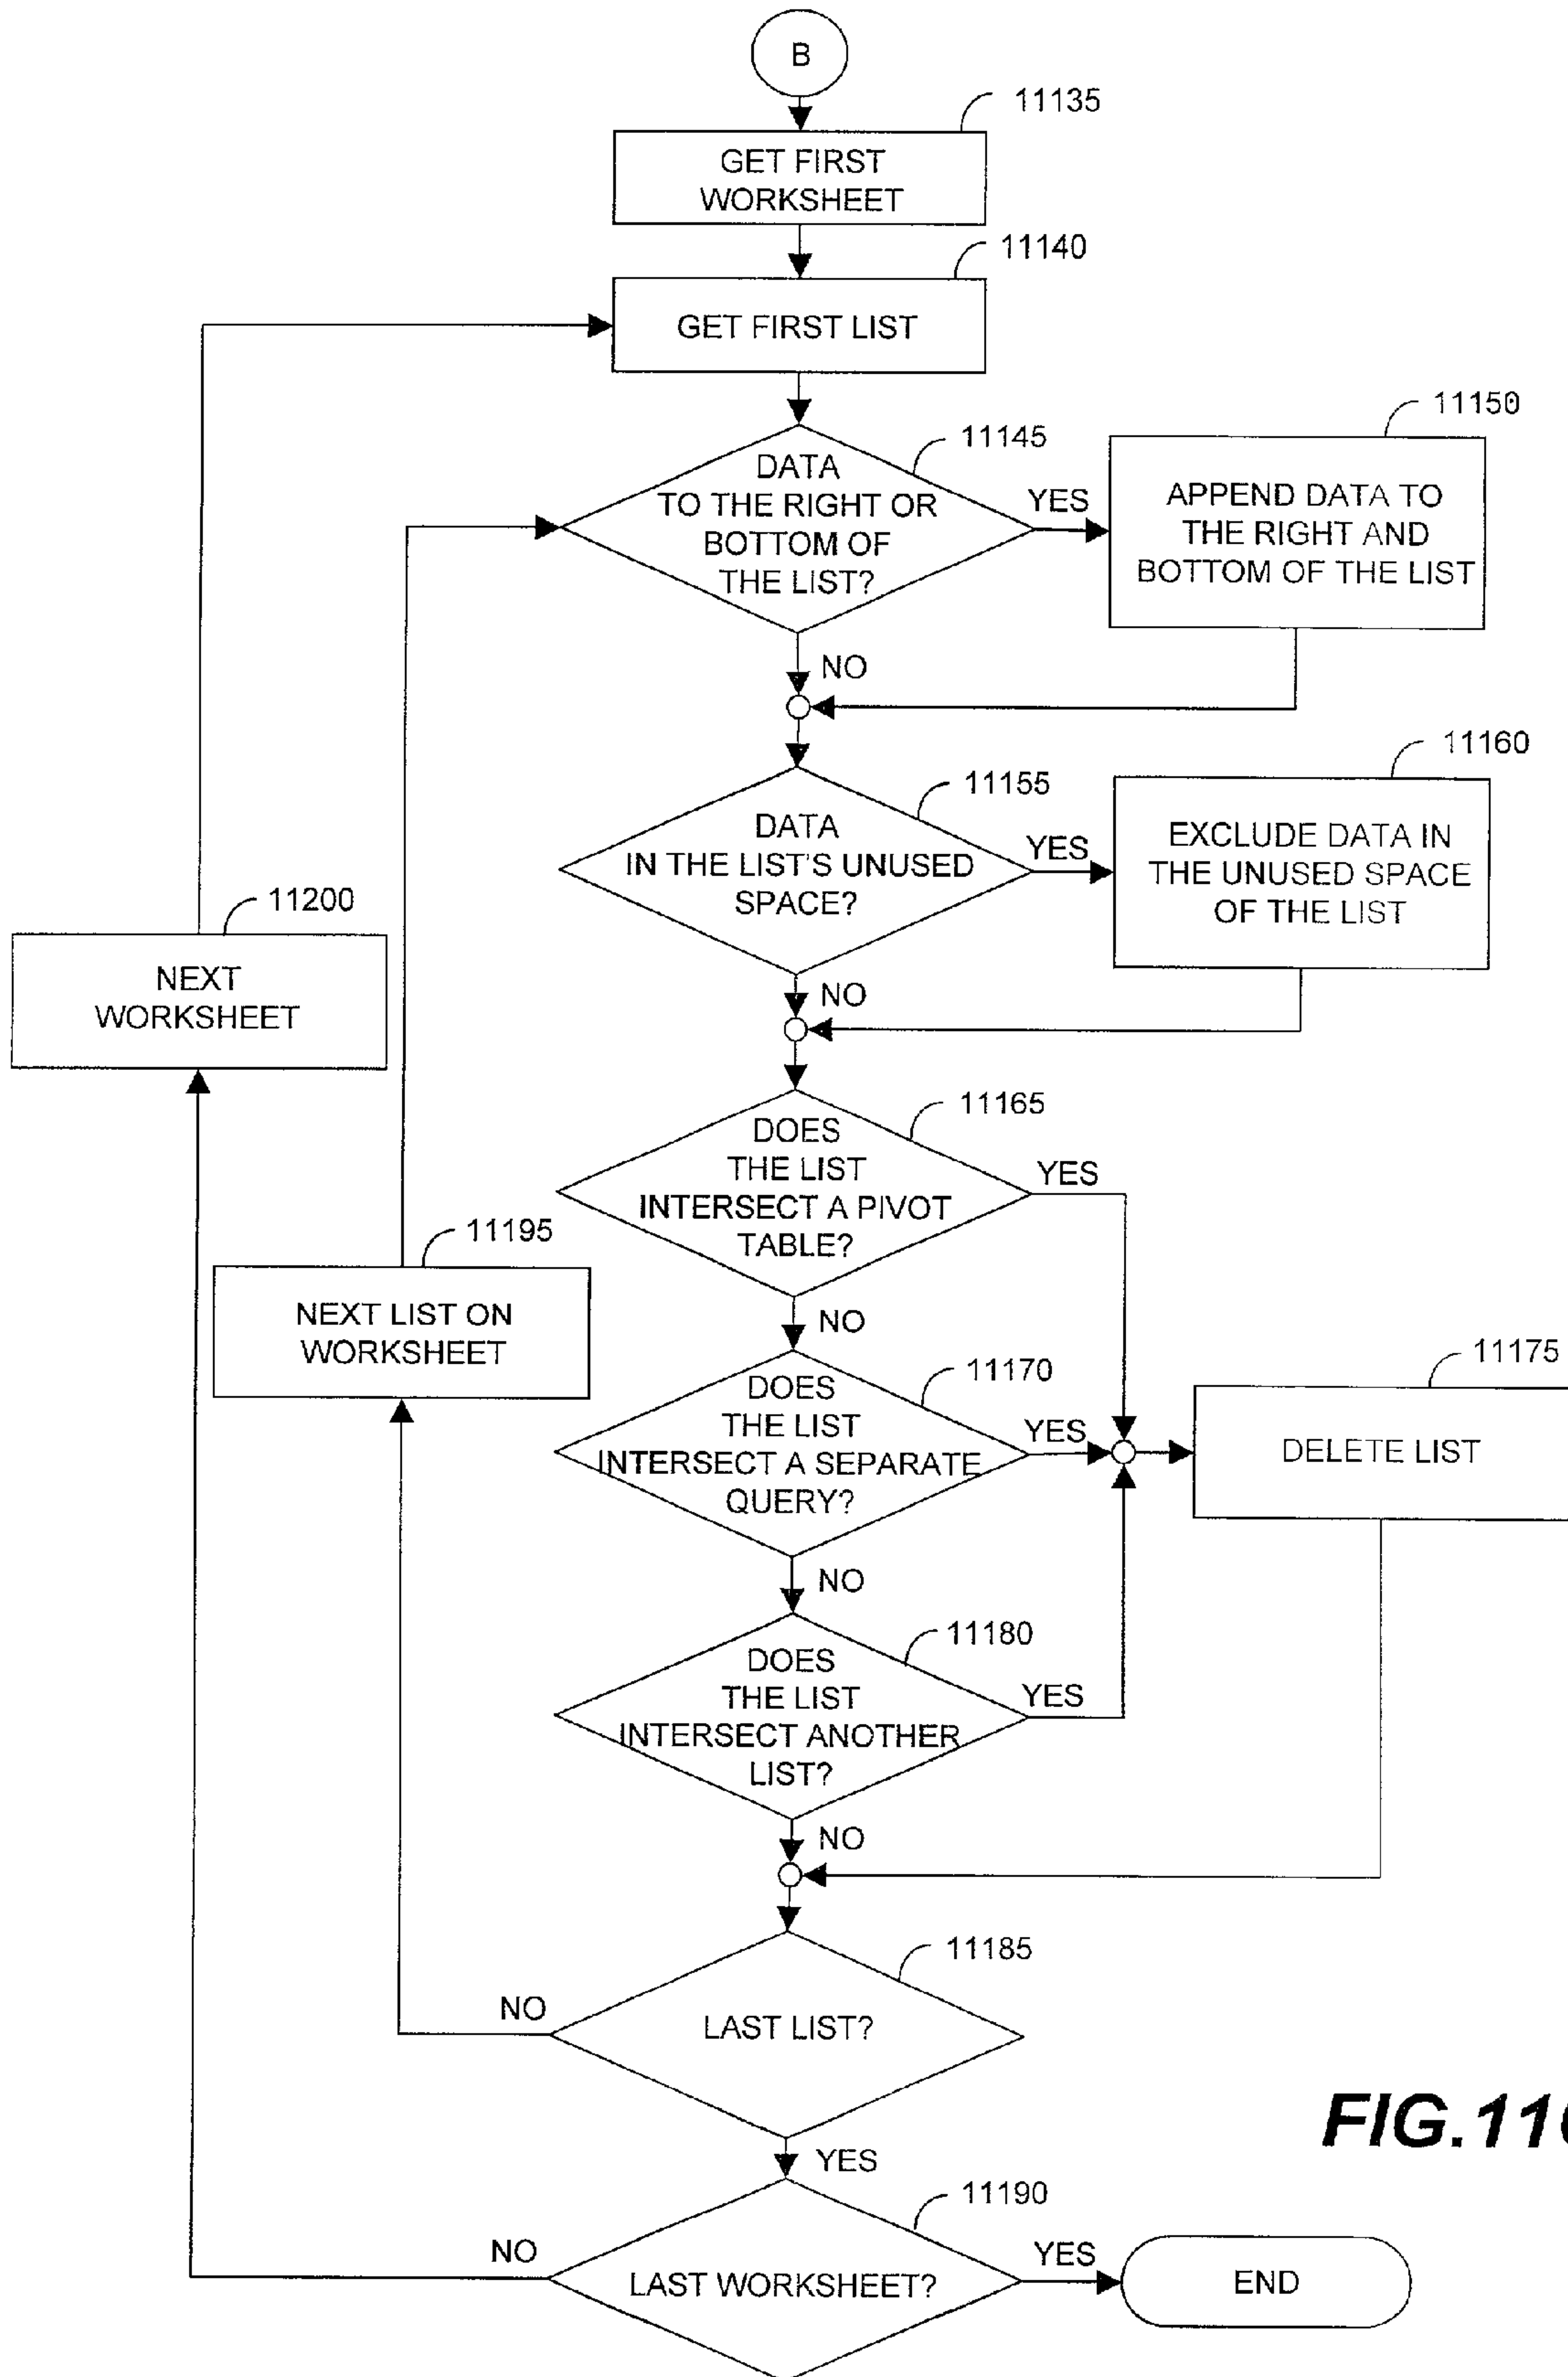 B
11135
GET FIRST
WORKSHEET
11140
GET FIRST LIST
11145
DATA
TO THE RIGHT OR
BOTTOM OF
THE LIST?
YES
11150
APPEND DATA TO
THE RIGHT AND
BOTTOM OF THE LIST
NO
11155
DATA
IN THE LIST'S UNUSED
SPACE?
YES
11160
EXCLUDE DATA IN
THE UNUSED SPACE
OF THE LIST
NO
11200
NEXT
WORKSHEET
11165
DOES
THE LIST
INTERSECT A PIVOT
TABLE?
YES
NO
11195
NEXT LIST ON
WORKSHEET
11170
DOES
THE LIST
INTERSECT A SEPARATE
QUERY?
YES
11175
DELETE LIST
NO
11180
DOES
THE LIST
INTERSECT ANOTHER
LIST?
YES
NO
11185
LAST LIST?
NO
YES
FIG.11
11190
LAST WORKSHEET?
NO
YES
END